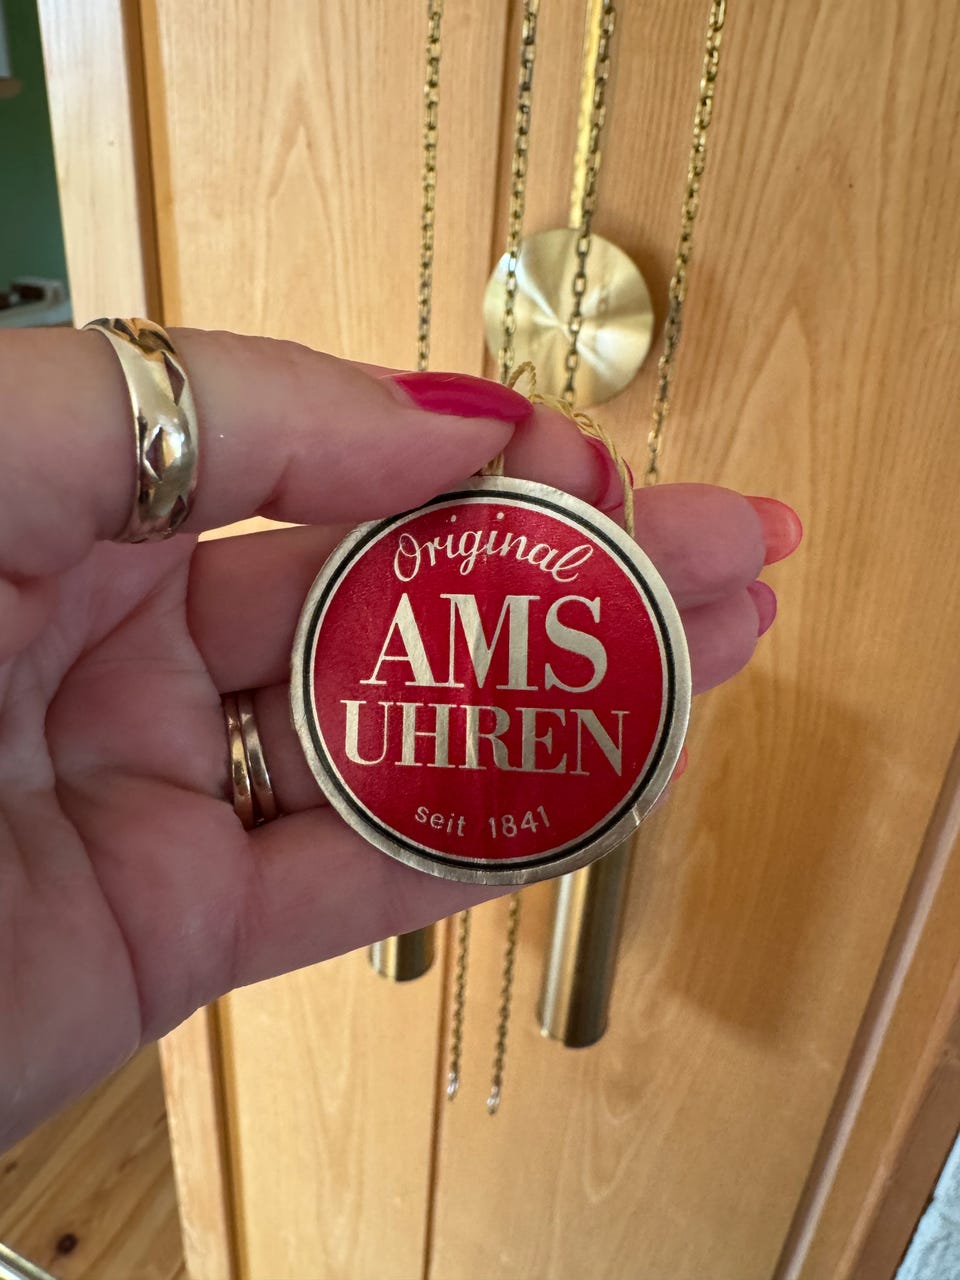 Original
AMS
UHREN
seit 1841